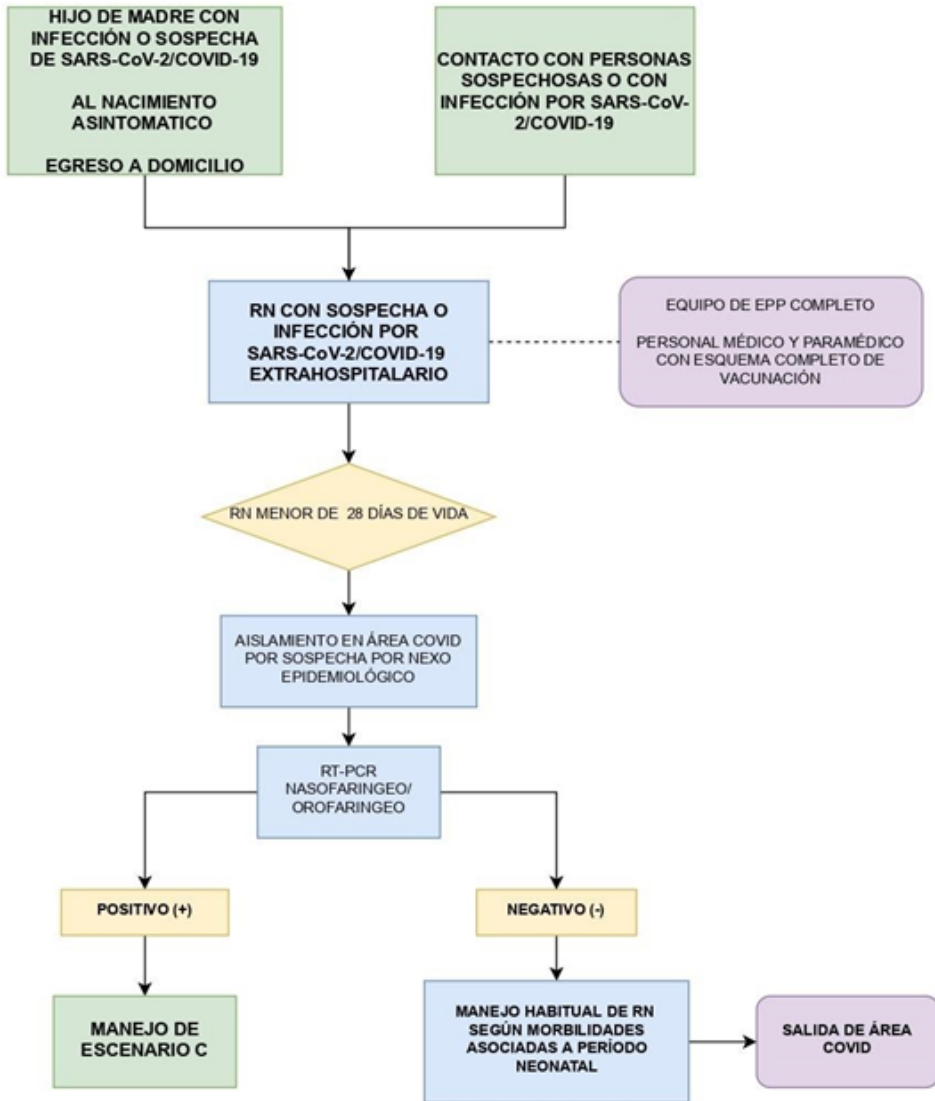 HIJO DE MADRE CON
INFECCIÓN O SOSPECHA
DE SARS-CoV-2/COVID-19
AL NACIMIENTO
ASINTOMATICO
EGRESO A DOMICILIO
CONTACTO CON PERSONAS
SOSPECHOSAS O CON
INFECCIÓN POR SARS-CoV-
2/COVID-19
RN CON SOSPECHA O
INFECCIÓN POR
SARS-CoV-2/COVID-19
EXTRAHOSPITALARIO
EQUIPO DE EPP COMPLETO
PERSONAL MÉDICO Y PARAMÉDICO
CON ESQUEMA COMPLETO DE
VACUNACIÓN
RN MENOR DE 28 DÍAS DE VIDA
AISLAMIENTO EN ÁREA COVID
POR SOSPECHA POR NEXO
EPIDEMIOLÓGICO
RT-PCR
NASOFARINGEO/
OROFARINGEO
POSITIVO (+)
NEGATIVO (-)
MANEJO DE
ESCENARIO C
MANEJO HABITUAL DE RN
SEGÚN MORBILIDADES
ASOCIADAS A PERÍODO
NEONATAL
SALIDA DE ÁREA
COVID